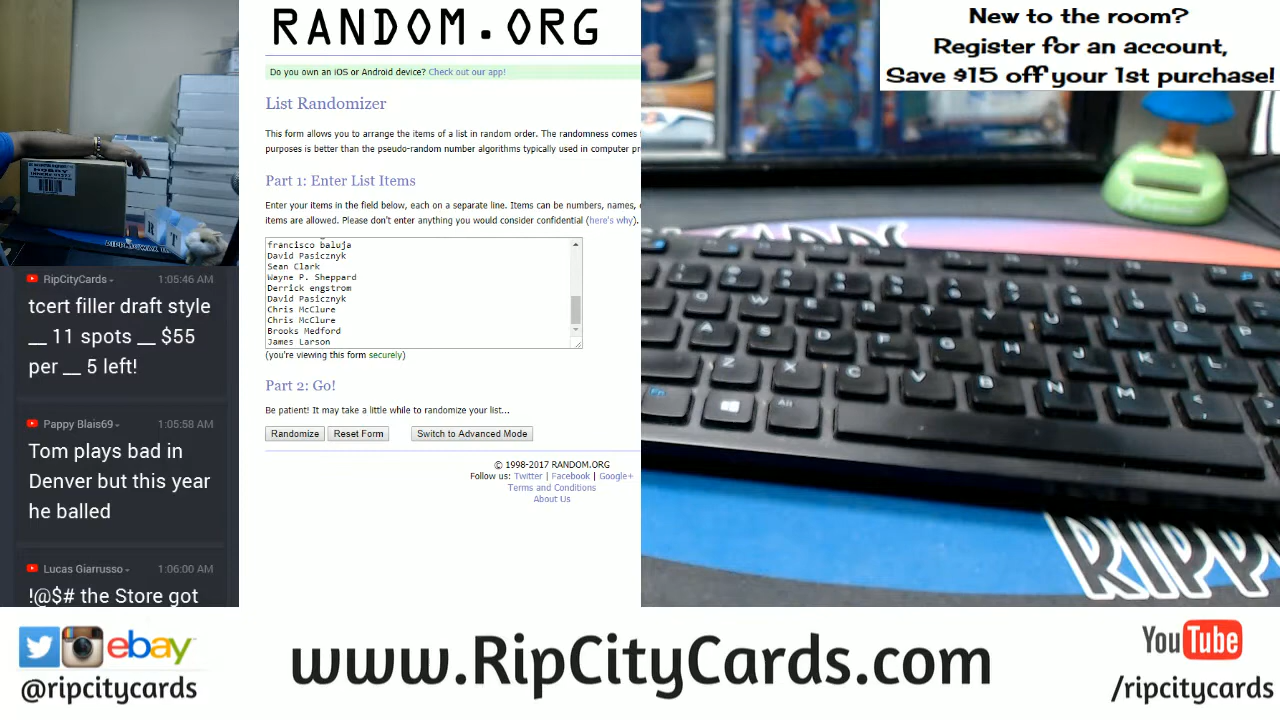 RANDOM.ORG
Do you own an iOS or Android device? Check out our app!
List Randomizer
This form allows you to arrange the items of a list in random order. The randomness comes
purposes is better than the pseudo-random number algorithms typically used in computer pr
Part 1: Enter List Items
Enter your items in the field below, each on a separate line. Items can be numbers, names,
items are allowed. Please don't enter anything you would consider confidential (here's why).
francisco baluja
David Pasicznyk
Sean Clark
Wayne P. Sheppard
Derrick engstrom
David Pasicznyk
Chris McClure
Chris McClure
Brooks Medford
James Larson
(you're viewing this form securely)
Part 2: Go!
Be patient! It may take a little while to randomize your list...
Randomize Reset Form Switch to Advanced Mode
© 1998-2017 RANDOM.ORG
Follow us: Twitter | Facebook | Google+
Terms and Conditions
About Us
RipCityCards 1:05:46 AM
tcert filler draft style
__ 11 spots __ $55
per __ 5 left!
Pappy Blais69 1:05:58 AM
Tom plays bad in
Denver but this year
he balled
Lucas Giarrusso 1:06:00 AM
!@$# the Store got
New to the room?
Register for an account,
Save $15 off your 1st purchase!
Q W E R T
A S D F G H J K L
Z X C V B N M
Fn Alt
RIPP
ebay
@ripcitycards
www.RipCityCards.com
YouTube
/ripcitycards